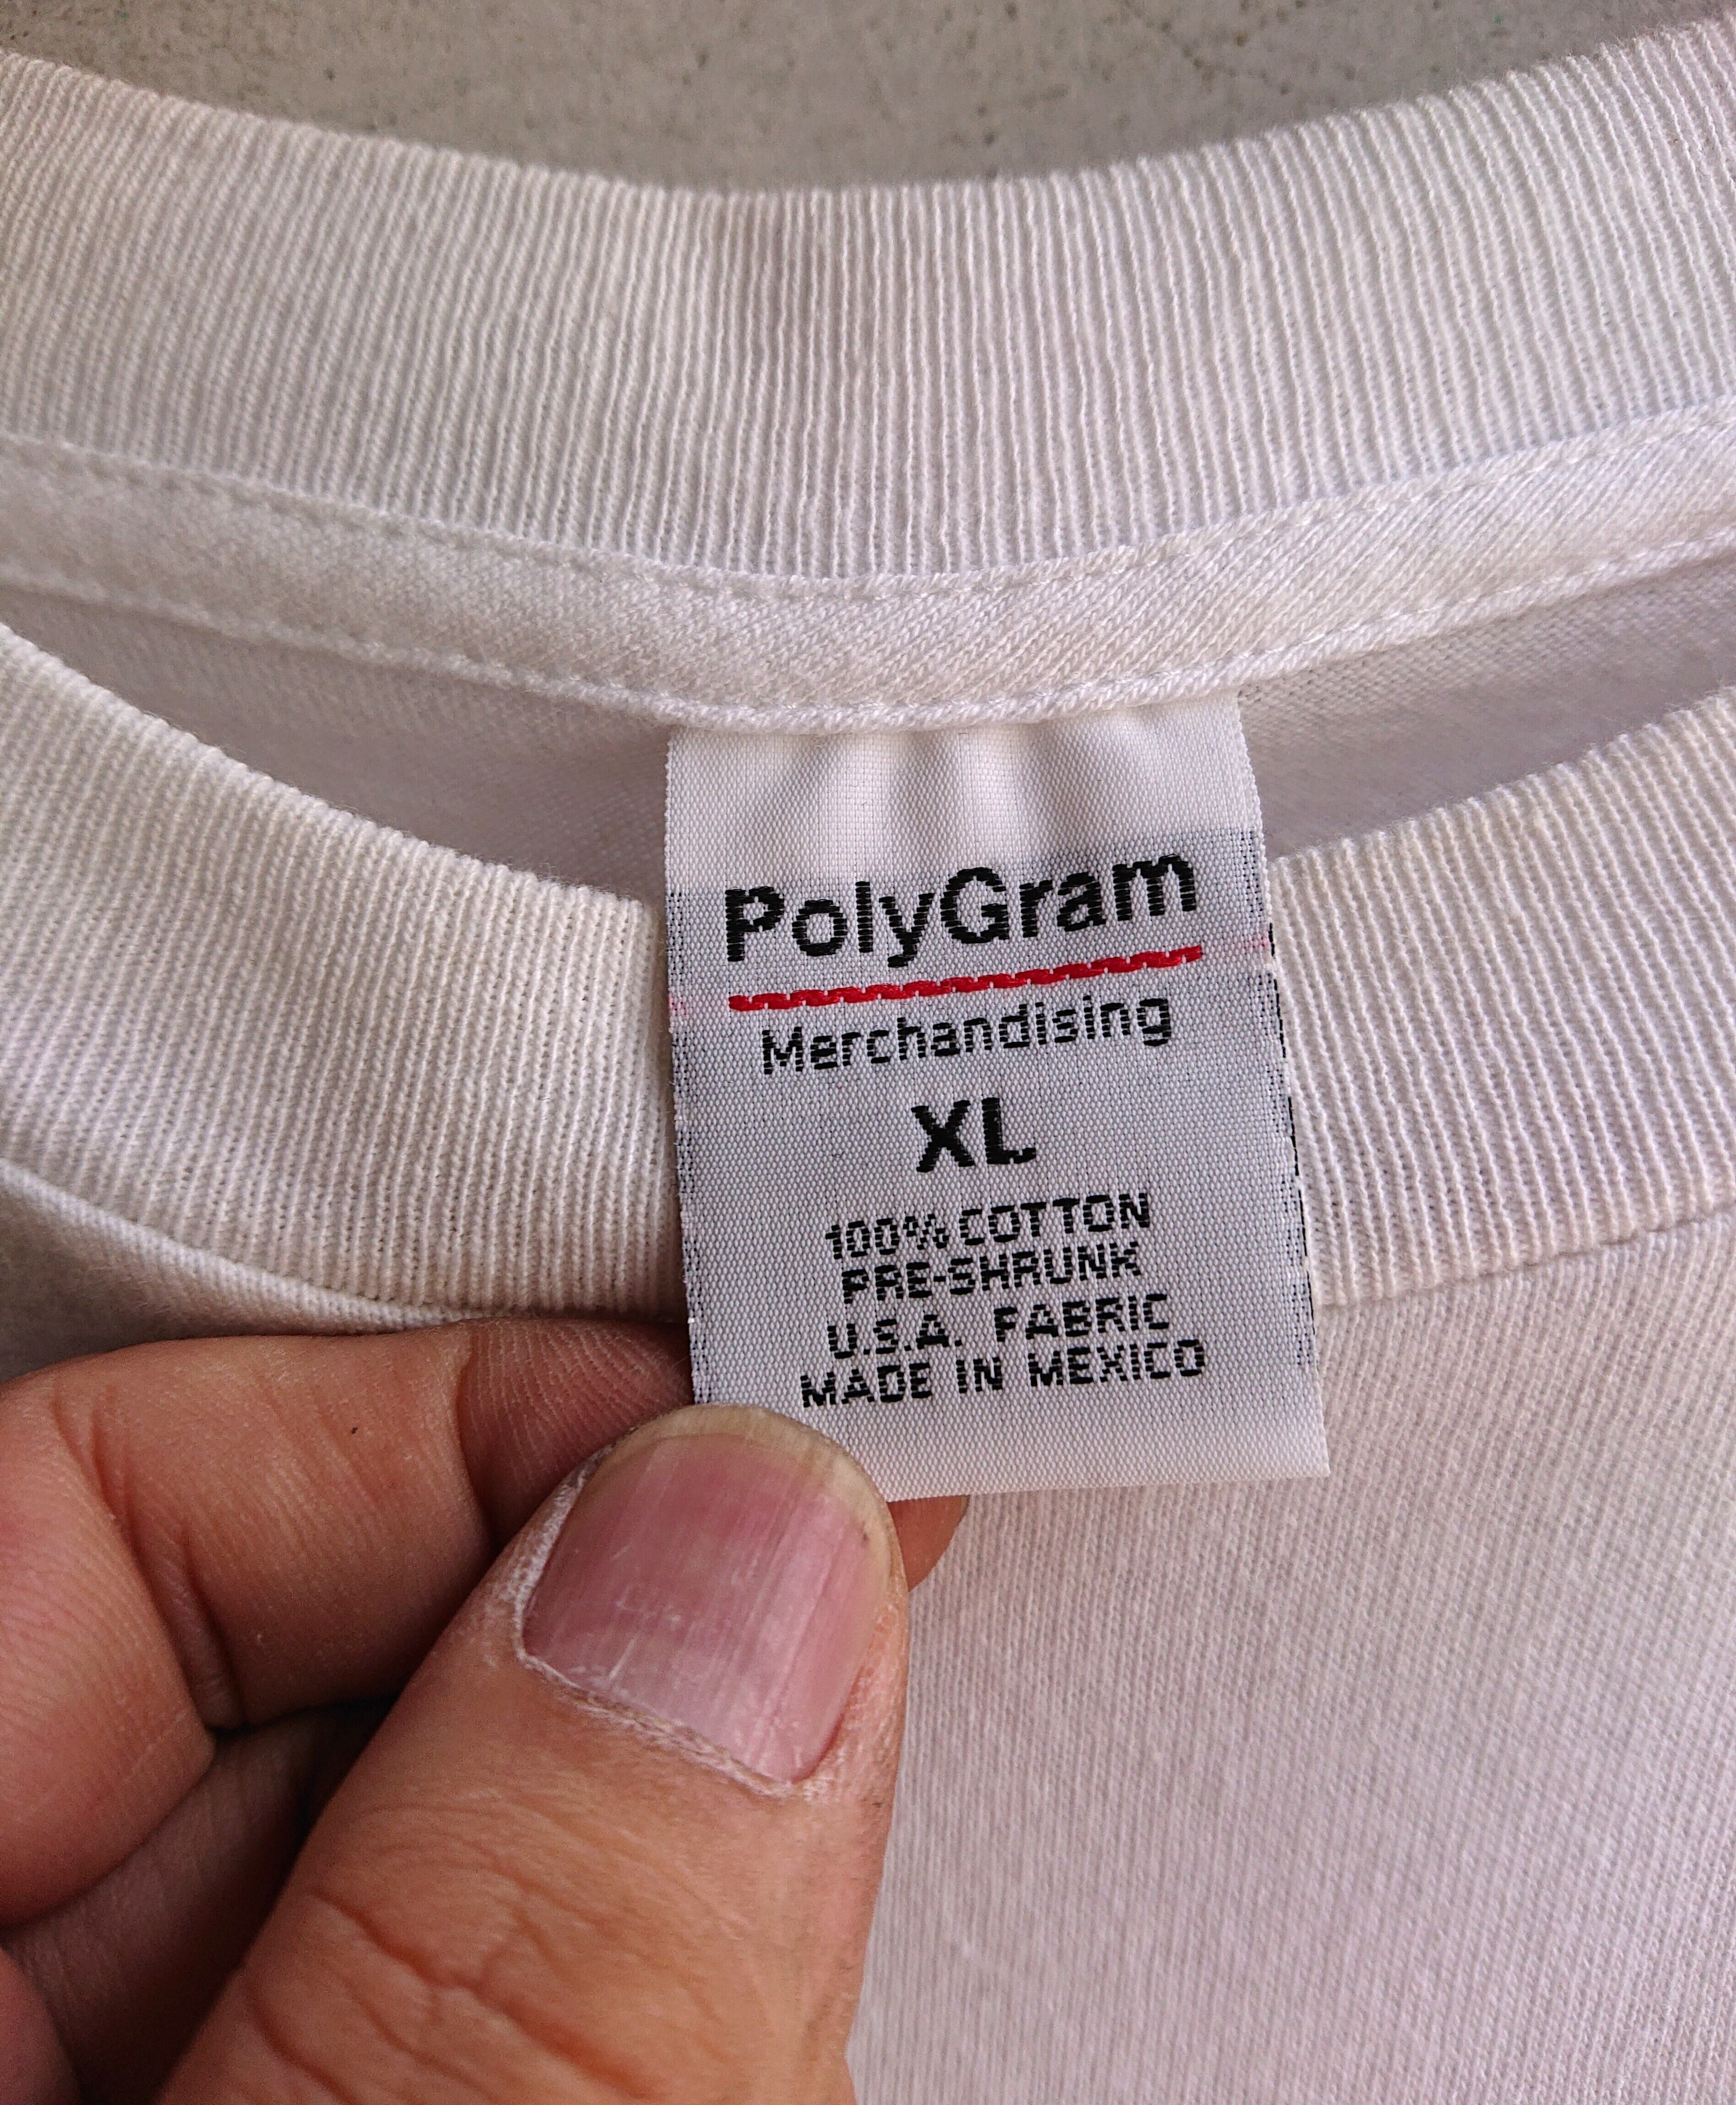 PolyGram
Merchandising
XL
100% COTTON
PRE-SHRUNK
U.S.A. FABRIC
MADE IN MEXICO